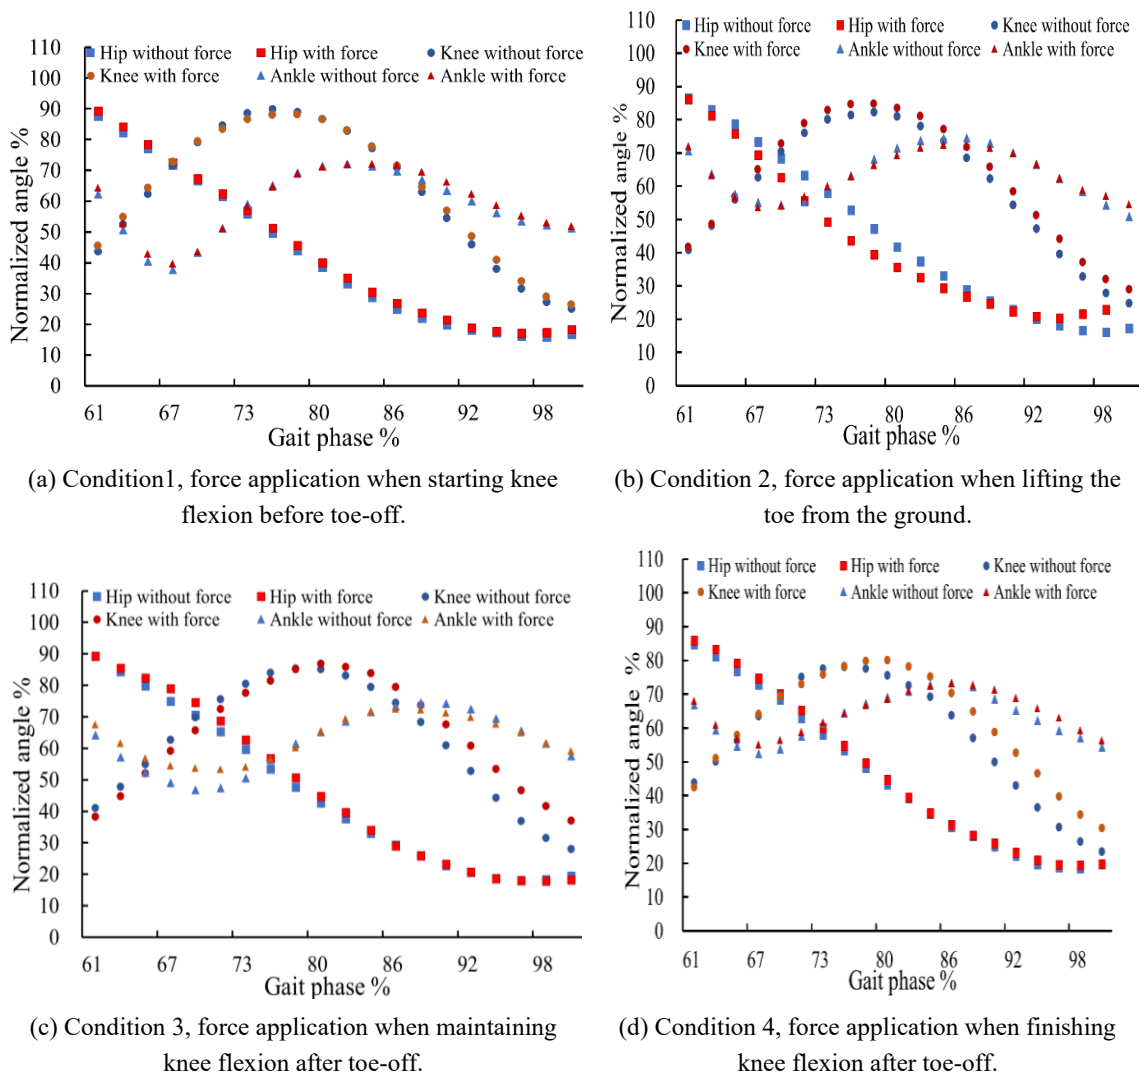 Hip without force Hip with force Knee without force
Knee with force Ankle without force Ankle with force
110
100
90
80
70
60
50
40
30
20
10
0
Normalized angle %
61 67 73 80 86 92 98
Gait phase %
(a) Condition1, force application when starting knee
flexion before toe-off.
Hip without force Hip with force Knee without force
Knee with force Ankle without force Ankle with force
110
100
90
80
70
60
50
40
30
20
10
0
Normalized angle %
61 67 73 80 86 92 98
Gait phase %
(b) Condition 2, force application when lifting the
toe from the ground.
Hip without force Hip with force Knee without force
Knee with force Ankle without force Ankle with force
110
100
90
80
70
60
50
40
30
20
10
0
Normalized angle %
61 67 73 80 86 92 98
Gait phase %
(c) Condition 3, force application when maintaining
knee flexion after toe-off.
Hip without force Hip with force Knee without force
Knee with force Ankle without force Ankle with force
110
100
90
80
70
60
50
40
30
20
10
0
Normalized angle %
61 67 73 80 86 92 98
Gait phase %
(d) Condition 4, force application when finishing
knee flexion after toe-off.